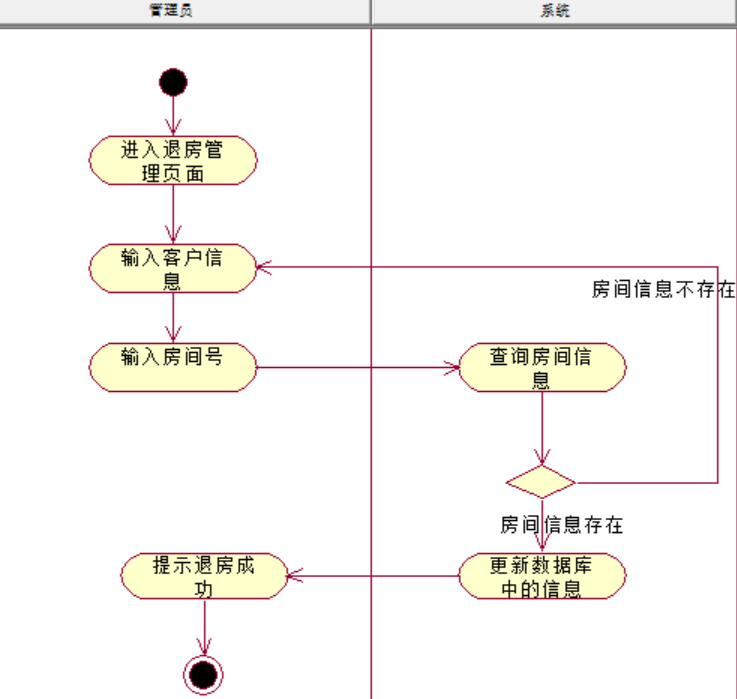 管理员
系统
进入退房管
理页面
输入客户信
息
房间信息不存在
输入房间号
查询房间信
息
房间信息存在
提示退房成
功
更新数据库
中的信息